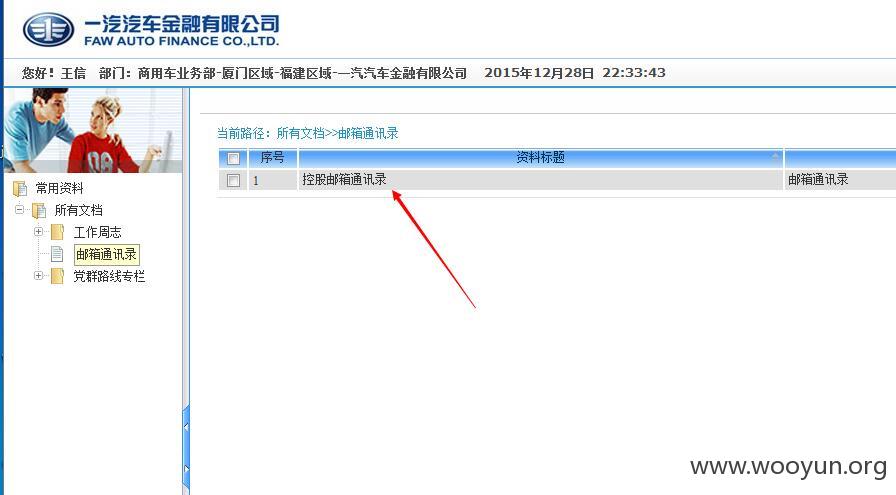 一汽汽车金融有限公司
FAW AUTO FINANCE CO.,LTD.
您好！王信 部门：商用车业务部-厦门区域-福建区域-一汽汽车金融有限公司 2015年12月28日 22:33:43
当前路径：所有文档>>邮箱通讯录
序号 资料标题
1 控股邮箱通讯录 邮箱通讯录
常用资料
所有文档
工作周志
邮箱通讯录
党群路线专栏
www.wooyun.org